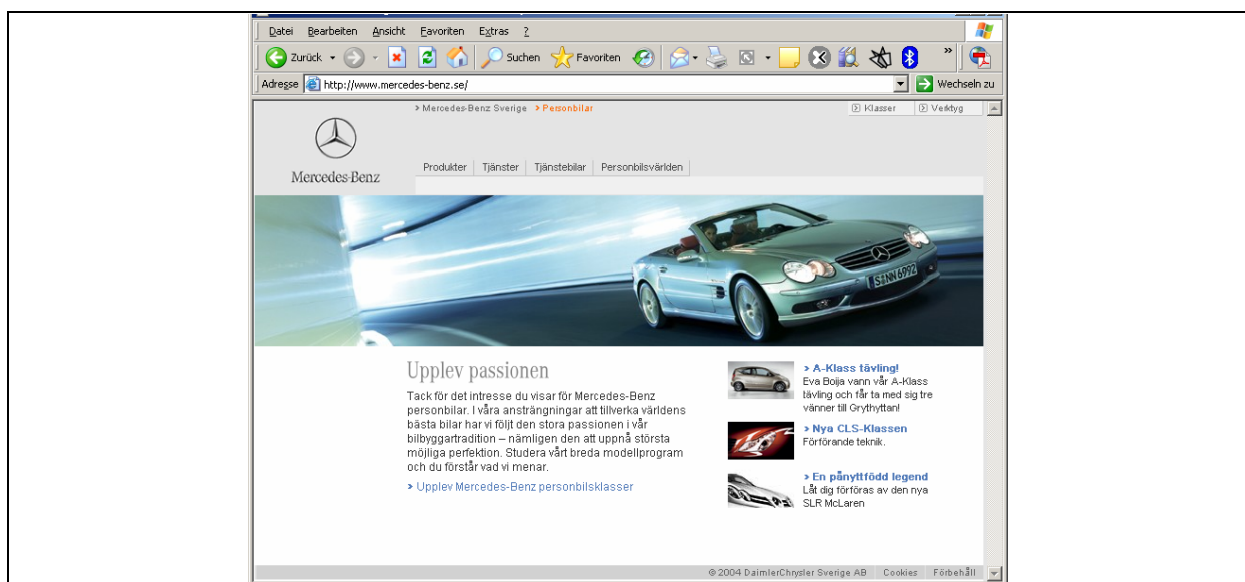 Datei Bearbeiten Ansicht Favoriten Extras ?
Zurück Suchen Favoriten »
Adresse http://www.mercedes-benz.se/ Wechseln zu
> Mercedes-Benz Sverige > Personbilar Klasser Verktyg
Mercedes-Benz
Produkter Tjänster Tjänstebilar Personbilsvärlden
S NN 6992
Upplev passionen
Tack för det intresse du visar för Mercedes-Benz
personbilar. I våra ansträngningar att tillverka världens
bästa bilar har vi följt den stora passionen i vår
bilbyggartradition – nämligen den att uppnå största
möjliga perfektion. Studera vårt breda modellprogram
och du förstår vad vi menar.
> Upplev Mercedes-Benz personbilsklasser
> A-Klass tävling!
Eva Boija vann vår A-Klass
tävling och får ta med sig tre
vänner till Grythyttan!
> Nya CLS-Klassen
Förförande teknik.
> En pånyttfödd legend
Låt dig förföras av den nya
SLR McLaren
© 2004 DaimlerChrysler Sverige AB Cookies Förbehåll